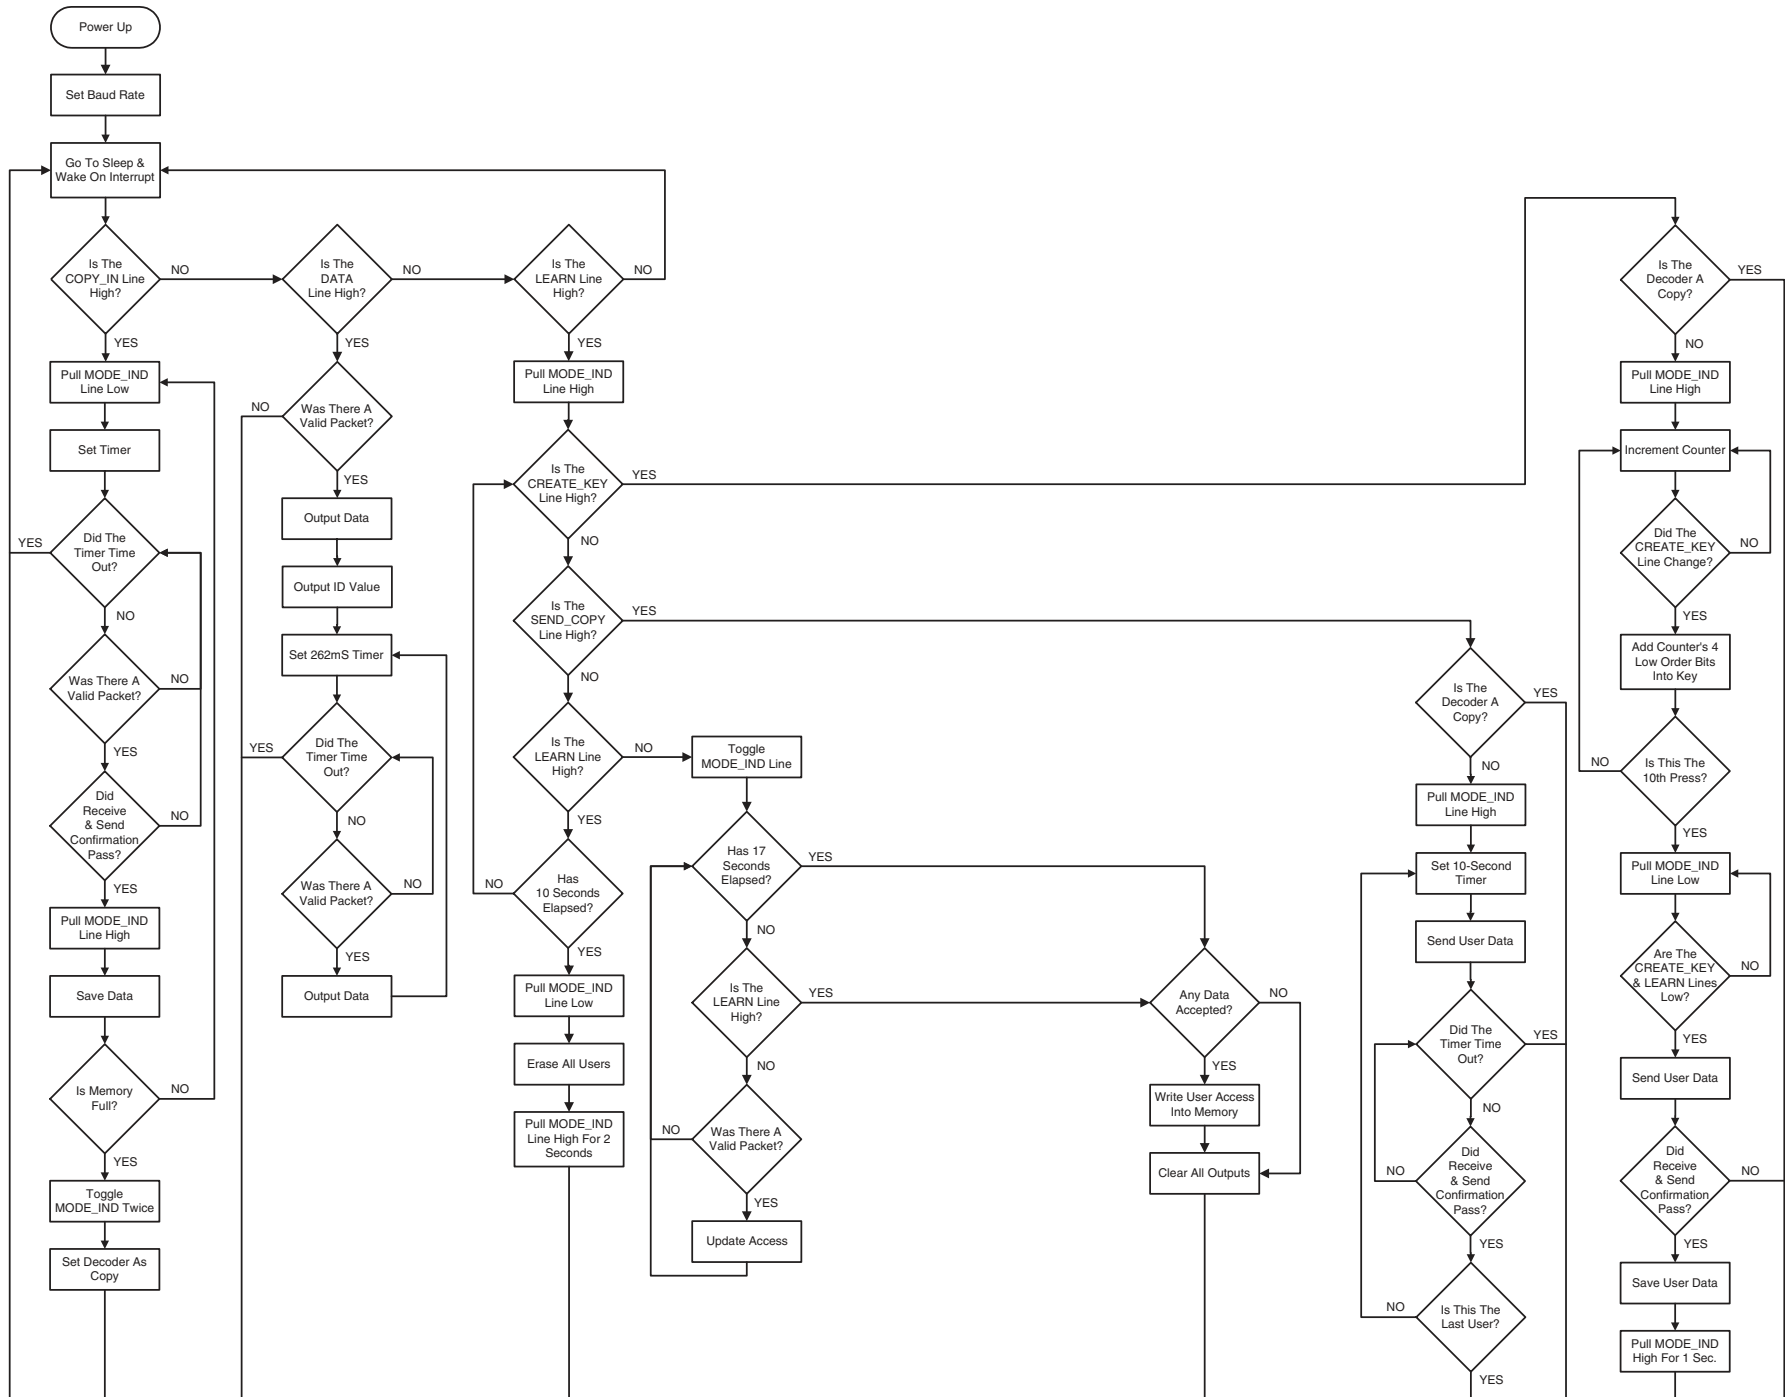 Power Up
Set Baud Rate
Go To Sleep &
Wake On Interrupt
Is The
COPY_IN Line
High?
NO
YES
Pull MODE_IND
Line Low
Set Timer
Did The
Timer Time
Out?
YES
NO
Was There A
Valid Packet?
NO
YES
Did
Receive
& Send
Confirmation
Pass?
NO
YES
Pull MODE_IND
Line High
Save Data
Is Memory
Full?
NO
YES
Toggle
MODE_IND Twice
Set Decoder As
Copy
Is The
DATA
Line High?
NO
YES
Was There A
Valid Packet?
NO
YES
Output Data
Output ID Value
Set 262mS Timer
Did The
Timer Time
Out?
YES
NO
Was There A
Valid Packet?
NO
YES
Output Data
Is The
LEARN Line
High?
NO
YES
Pull MODE_IND
Line High
Is The
CREATE_KEY
Line High?
YES
NO
Is The
SEND_COPY
Line High?
YES
NO
Is The
LEARN Line
High?
NO
YES
Has
10 Seconds
Elapsed?
NO
YES
Pull MODE_IND
Line Low
Erase All Users
Pull MODE_IND
Line High For 2
Seconds
Toggle
MODE_IND Line
Has 17
Seconds
Elapsed?
YES
NO
Is The
LEARN Line
High?
YES
NO
Was There A
Valid Packet?
NO
YES
Update Access
Any Data
Accepted?
NO
YES
Write User Access
Into Memory
Clear All Outputs
Is The
Decoder A
Copy?
YES
NO
Pull MODE_IND
Line High
Set 10-Second
Timer
Send User Data
Did The
Timer Time
Out?
YES
NO
Did
Receive
& Send
Confirmation
Pass?
NO
YES
Is This The
Last User?
NO
YES
Is The
Decoder A
Copy?
YES
NO
Pull MODE_IND
Line High
Increment Counter
Did The
CREATE_KEY
Line Change?
NO
YES
Add Counter's 4
Low Order Bits
Into Key
Is This The
10th Press?
NO
YES
Pull MODE_IND
Line Low
Are The
CREATE_KEY
& LEARN Lines
Low?
NO
YES
Send User Data
Did
Receive
& Send
Confirmation
Pass?
NO
YES
Save User Data
Pull MODE_IND
High For 1 Sec.